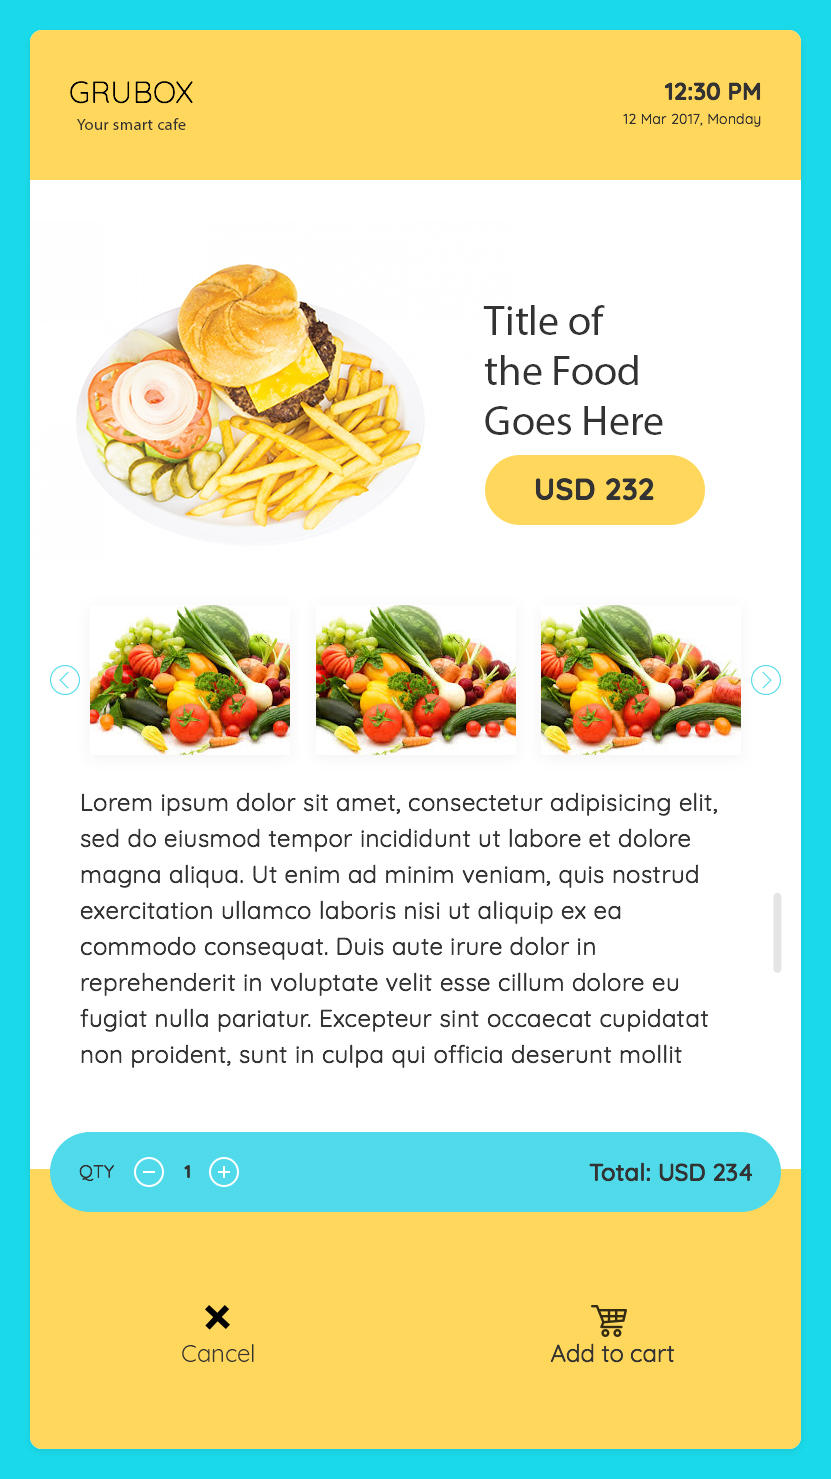 GRUBOX
Your smart cafe
12:30 PM
12 Mar 2017, Monday
Title of
the Food
Goes Here
USD 232
Lorem ipsum dolor sit amet, consectetur adipisicing elit,
sed do eiusmod tempor incididunt ut labore et dolore
magna aliqua. Ut enim ad minim veniam, quis nostrud
exercitation ullamco laboris nisi ut aliquip ex ea
commodo consequat. Duis aute irure dolor in
reprehenderit in voluptate velit esse cillum dolore eu
fugiat nulla pariatur. Excepteur sint occaecat cupidatat
non proident, sunt in culpa qui officia deserunt mollit
QTY 1 Total: USD 234
Cancel
Add to cart